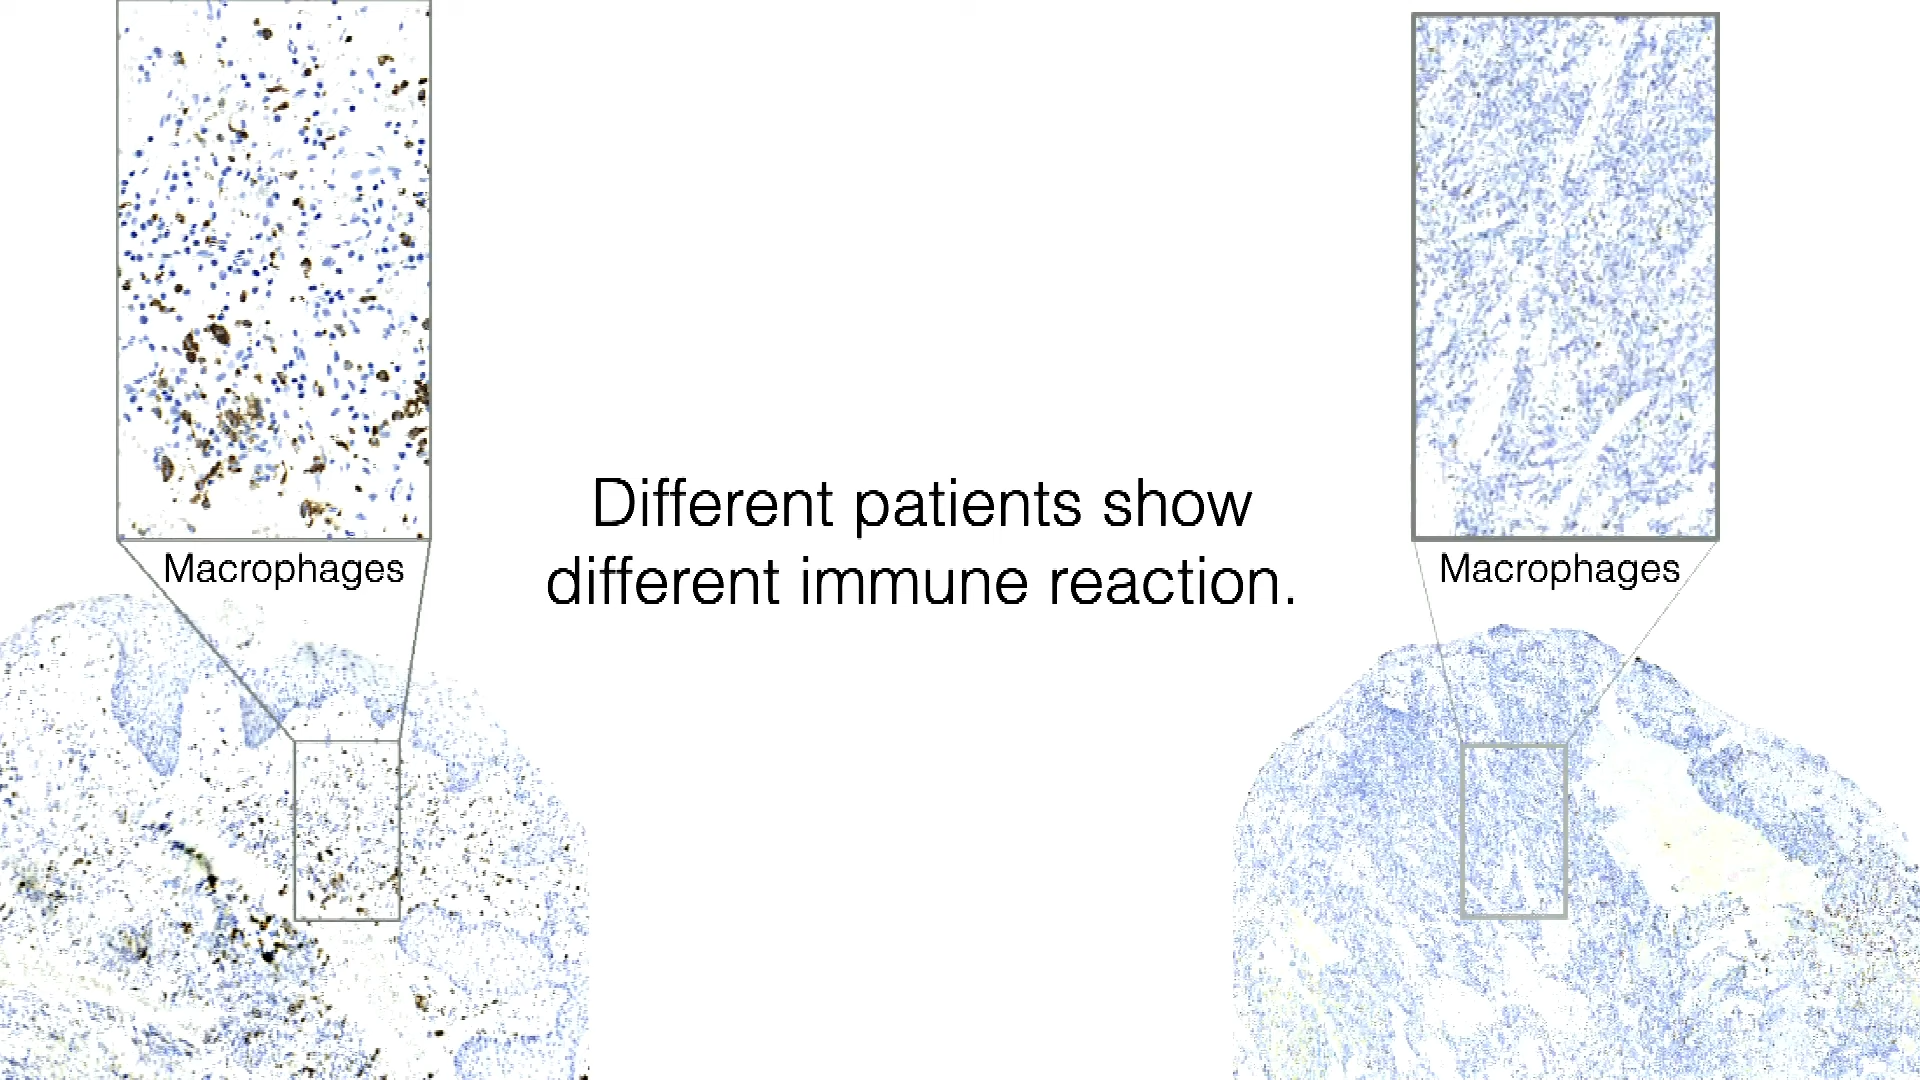 Different patients show
different immune reaction.
Macrophages
Macrophages